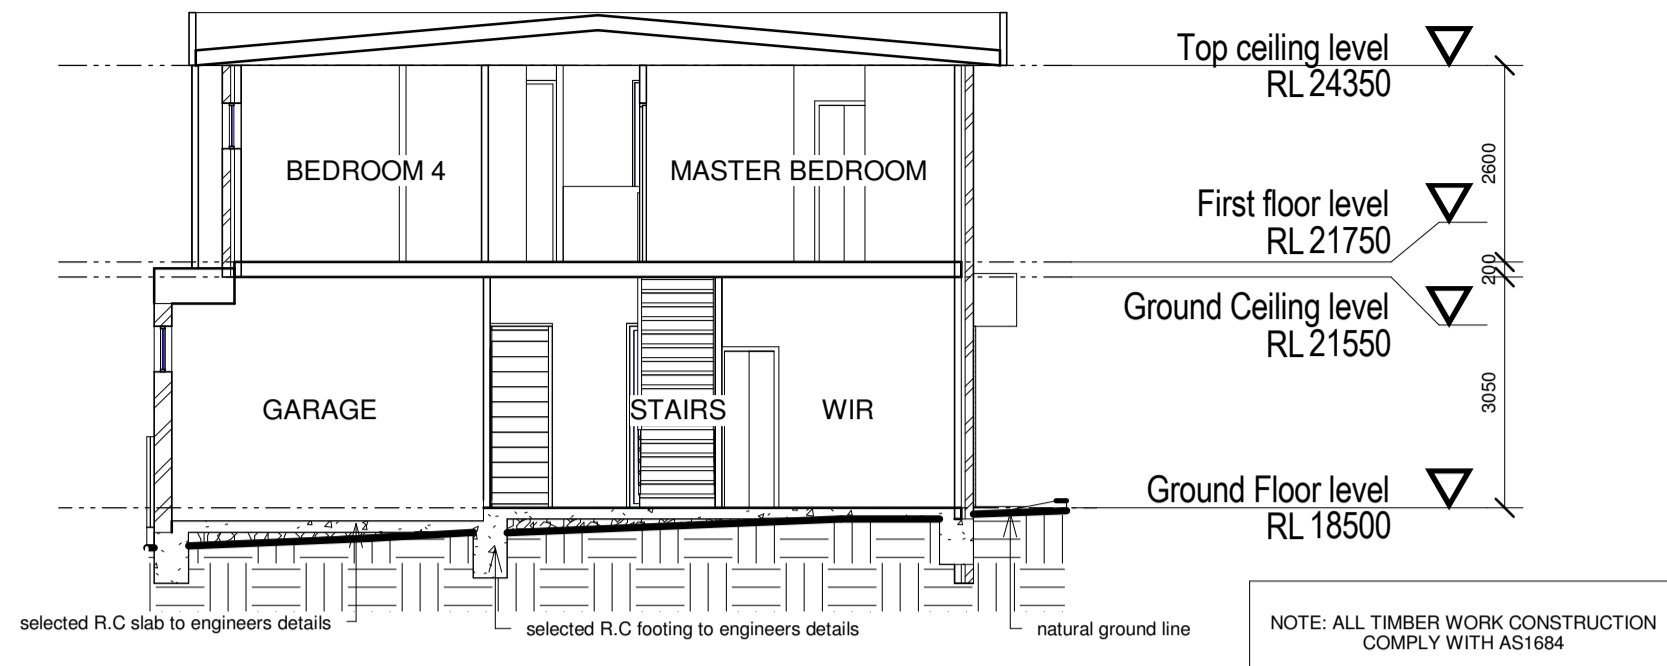 Top ceiling level
RL 24350
2600
BEDROOM 4
MASTER BEDROOM
First floor level
RL 21750
200
Ground Ceiling level
RL 21550
3050
GARAGE
STAIRS
WIR
Ground Floor level
RL 18500
selected R.C slab to engineers details
selected R.C footing to engineers details
natural ground line
NOTE: ALL TIMBER WORK CONSTRUCTION
COMPLY WITH AS1684